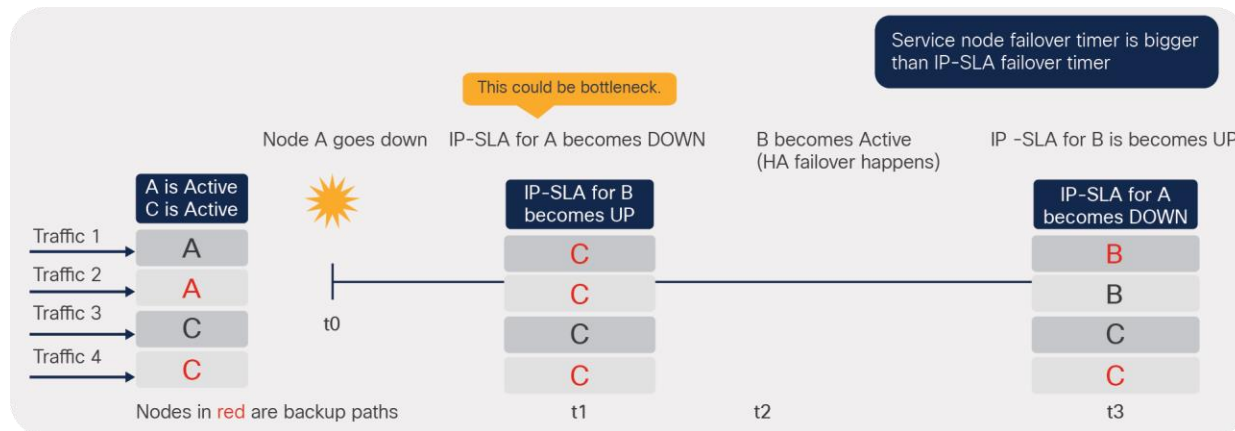 Service node failover timer is bigger
than IP-SLA failover timer
This could be bottleneck.
Node A goes down
IP-SLA for A becomes DOWN
B becomes Active
(HA failover happens)
IP -SLA for B is becomes UP
A is Active
C is Active
IP-SLA for B
becomes UP
IP-SLA for A
becomes DOWN
Traffic 1
A
C
B
Traffic 2
A
C
B
Traffic 3
C
C
C
Traffic 4
C
C
C
t0
Nodes in red are backup paths
t1
t2
t3